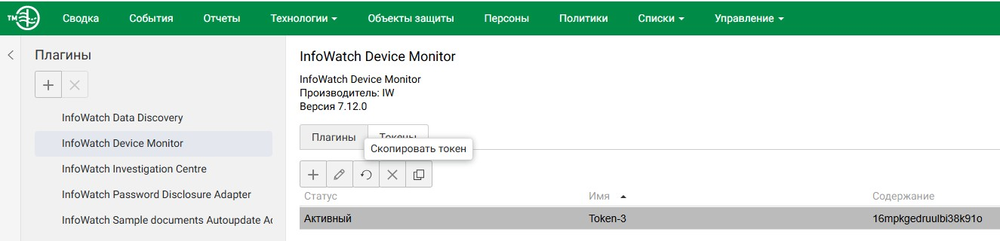 TM
Сводка События Отчеты Технологии Объекты защиты Персоны Политики Списки Управление
Плагины
InfoWatch Data Discovery
InfoWatch Device Monitor
InfoWatch Investigation Centre
InfoWatch Password Disclosure Adapter
InfoWatch Sample documents Autoupdate Ac
InfoWatch Device Monitor
InfoWatch Device Monitor
Производитель: IW
Версия 7.12.0
Плагины Токены
Скопировать токен
Статус Имя Содержание
Активный Token-3 16mpkgedruulbi38k91o